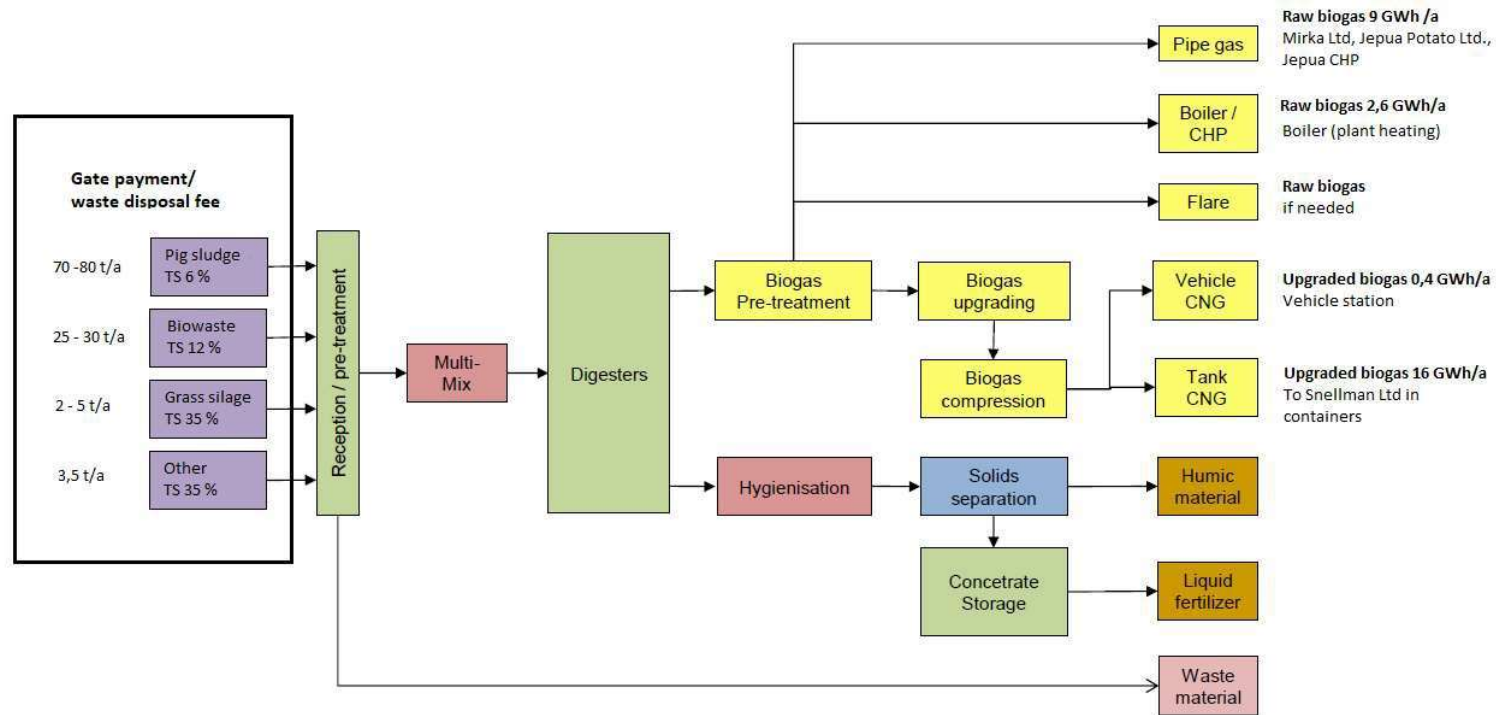 Gate payment/
waste disposal fee
70 -80 t/a
Pig sludge
TS 6 %
25 - 30 t/a
Biowaste
TS 12 %
2 - 5 t/a
Grass silage
TS 35 %
3,5 t/a
Other
TS 35 %
Reception / pre-treatment
Multi-
Mix
Digesters
Biogas
Pre-treatment
Biogas
upgrading
Biogas
compression
Hygienisation
Solids
separation
Concetrate
Storage
Pipe gas
Raw biogas 9 GWh /a
Mirka Ltd, Jepua Potato Ltd.,
Jepua CHP
Boiler /
CHP
Raw biogas 2,6 GWh/a
Boiler (plant heating)
Flare
Raw biogas
if needed
Vehicle
CNG
Upgraded biogas 0,4 GWh/a
Vehicle station
Tank
CNG
Upgraded biogas 16 GWh/a
To Snellman Ltd in
containers
Humic
material
Liquid
fertilizer
Waste
material